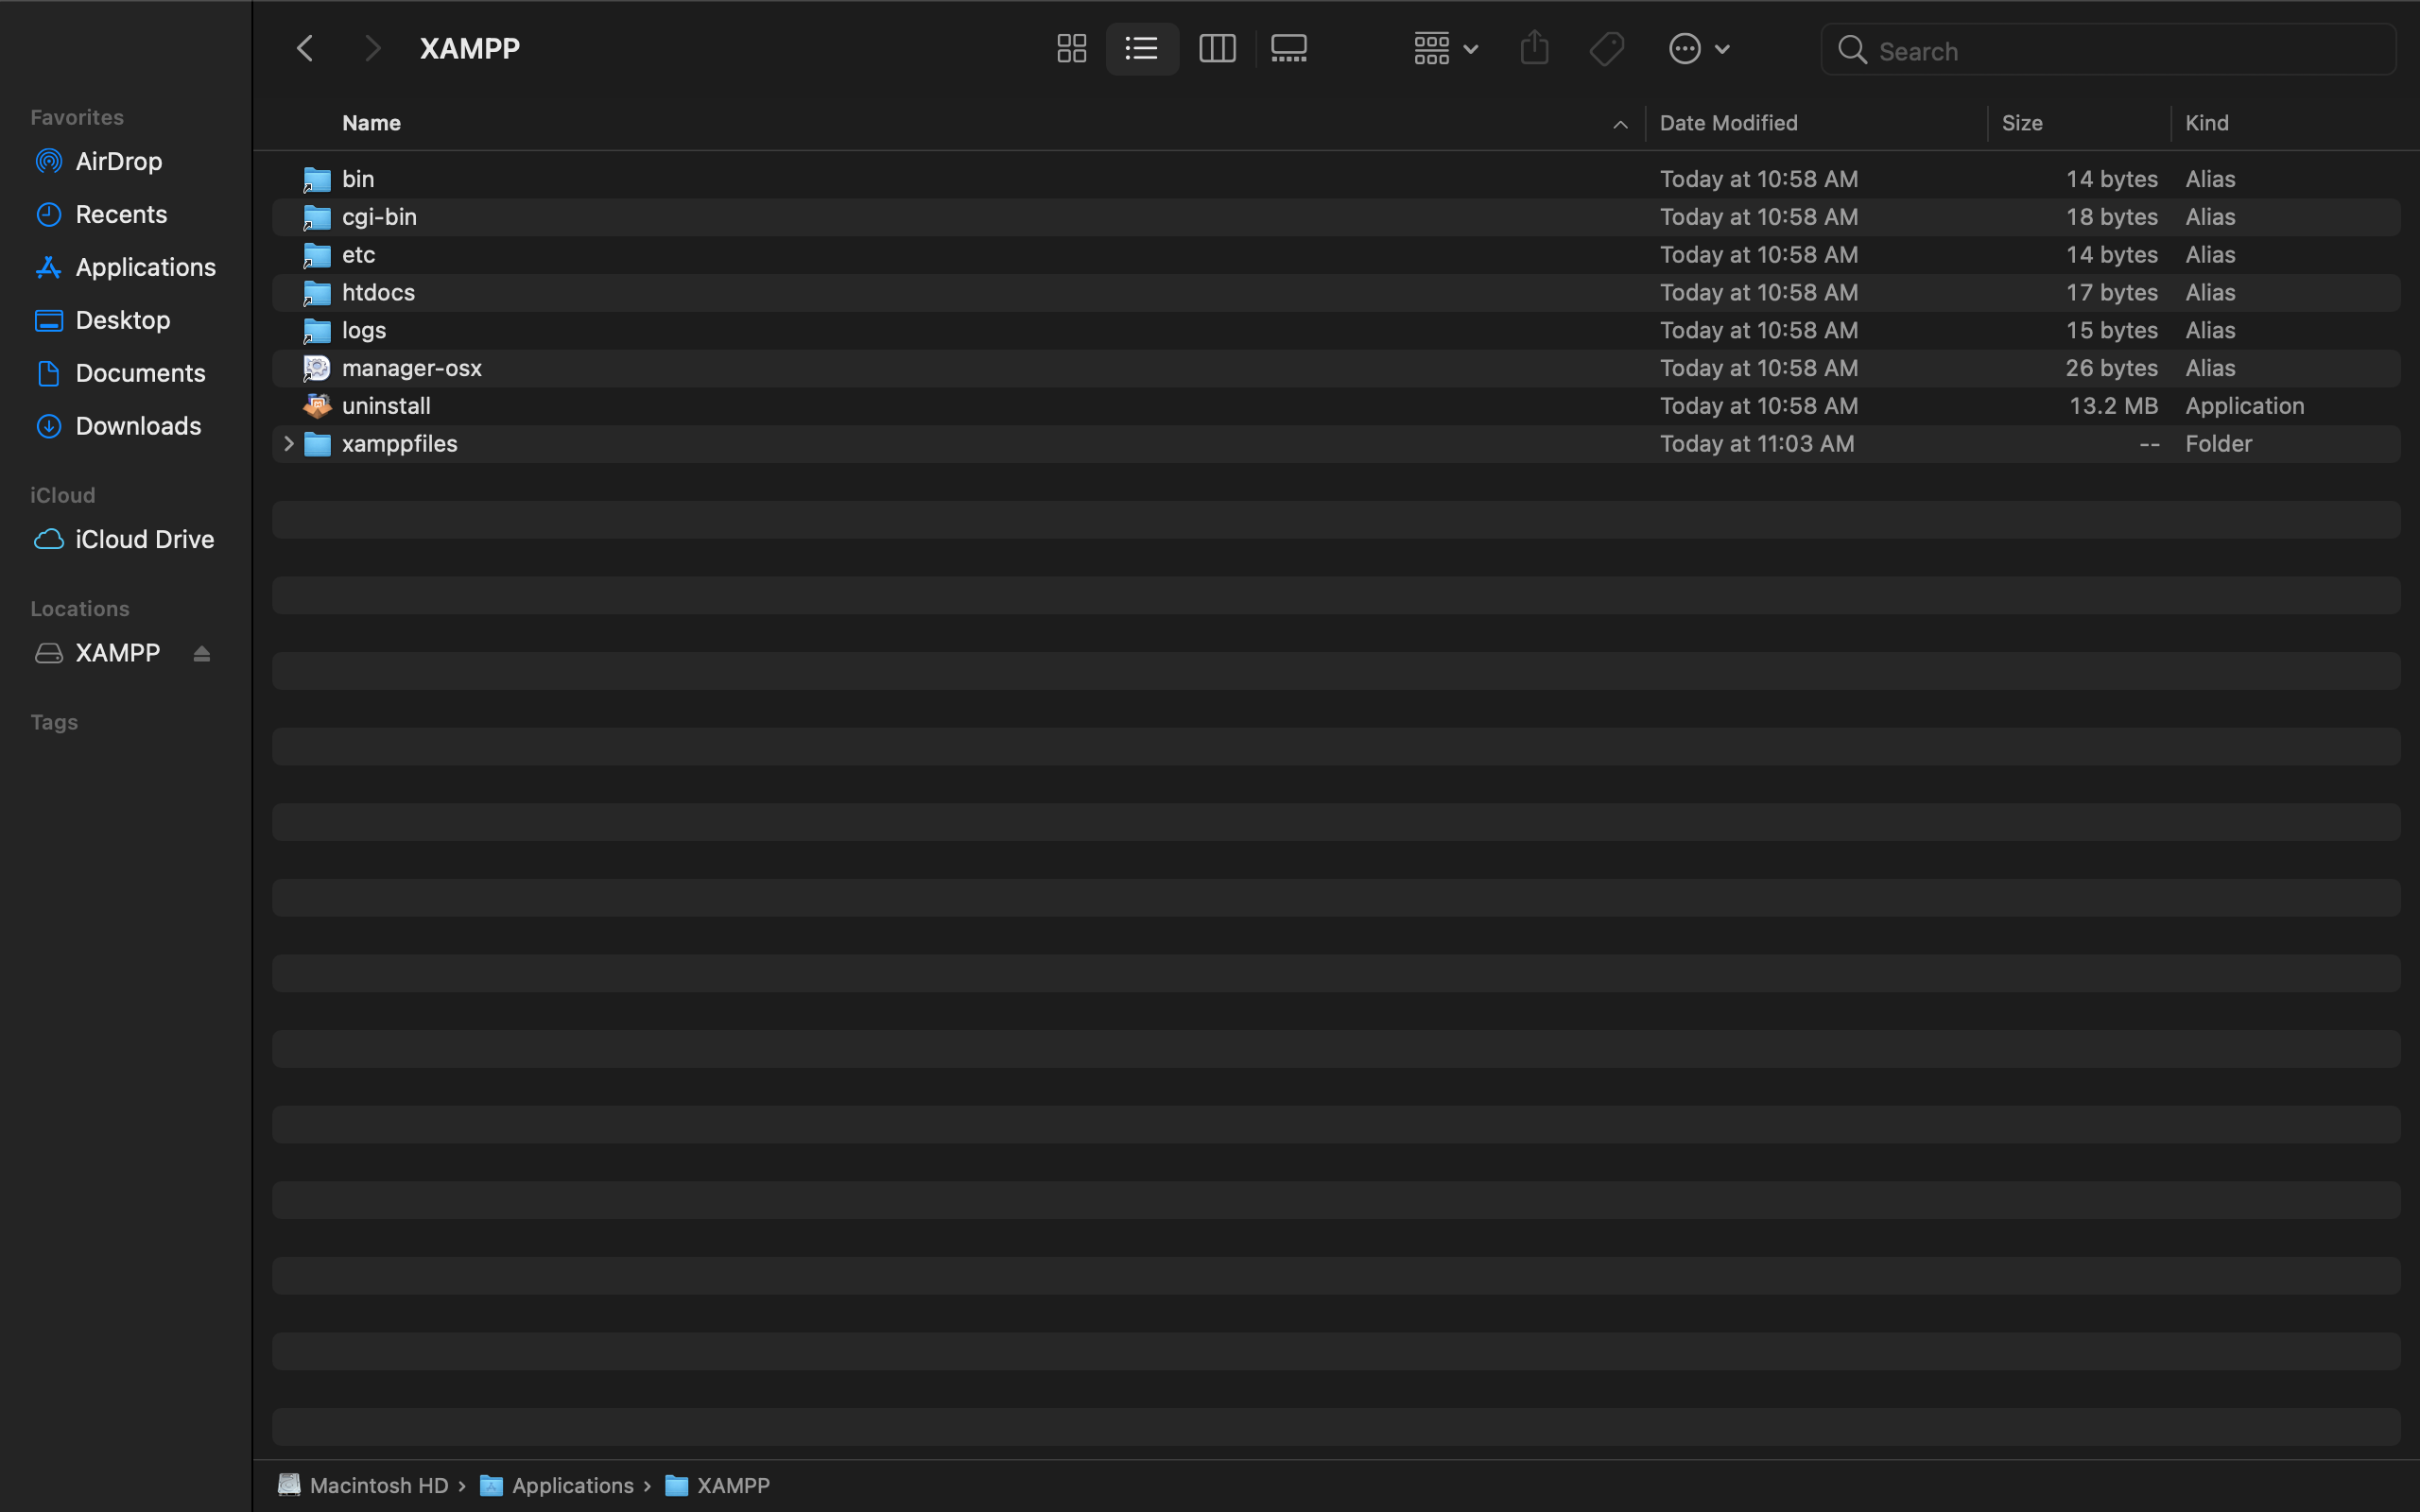 XAMPP
Search
Favorites
AirDrop
Recents
Applications
Desktop
Documents
Downloads
iCloud
iCloud Drive
Locations
XAMPP
Tags
Name Date Modified Size Kind
bin Today at 10:58 AM 14 bytes Alias
cgi-bin Today at 10:58 AM 18 bytes Alias
etc Today at 10:58 AM 14 bytes Alias
htdocs Today at 10:58 AM 17 bytes Alias
logs Today at 10:58 AM 15 bytes Alias
manager-osx Today at 10:58 AM 26 bytes Alias
uninstall Today at 10:58 AM 13.2 MB Application
xamppfiles Today at 11:03 AM -- Folder
Macintosh HD › Applications › XAMPP